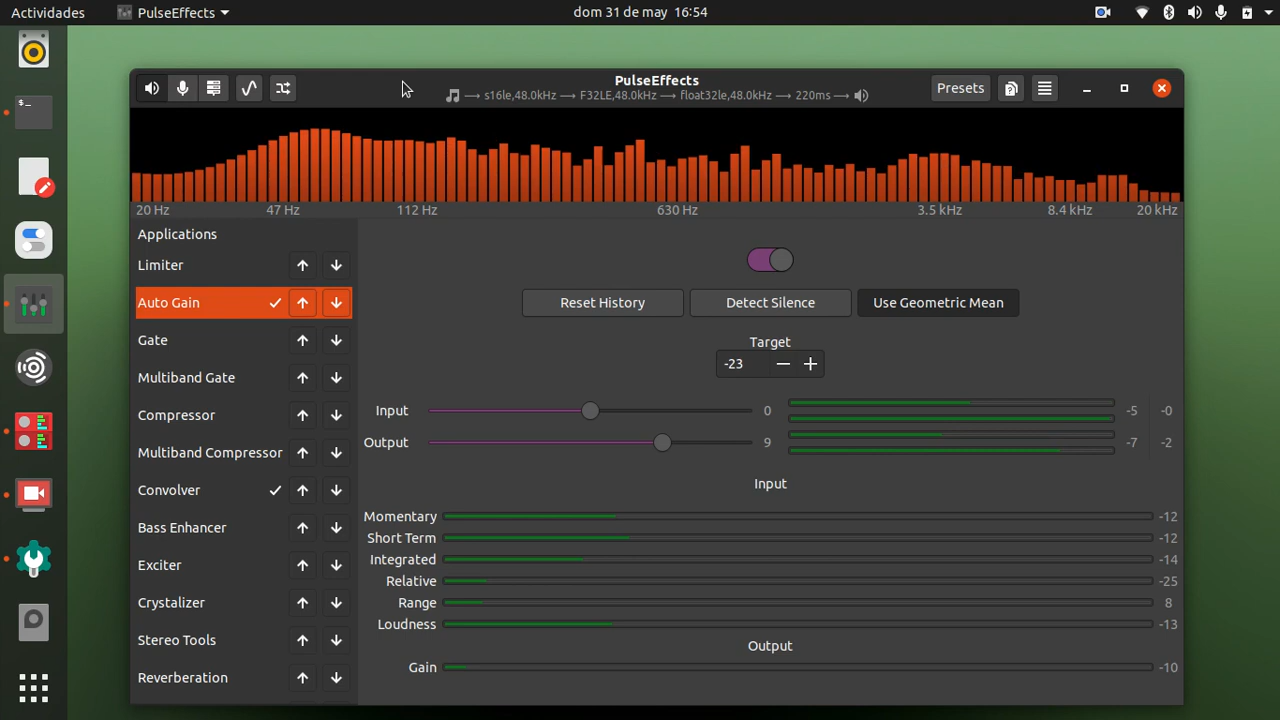 Actividades
PulseEffects
dom 31 de may 16:54
PulseEffects
s16le,48.0kHz → F32LE,48.0kHz → float32le,48.0kHz → 220ms →
Presets
20 Hz 47 Hz 112 Hz 630 Hz 3.5 kHz 8.4 kHz 20 kHz
Applications
Limiter
Auto Gain
Gate
Multiband Gate
Compressor
Multiband Compressor
Convolver
Bass Enhancer
Exciter
Crystalizer
Stereo Tools
Reverberation
Reset History Detect Silence Use Geometric Mean
Target
-23
Input 0 -5 -0
Output 9 -7 -2
Input
Momentary -12
Short Term -12
Integrated -14
Relative -25
Range 8
Loudness -13
Output
Gain -10